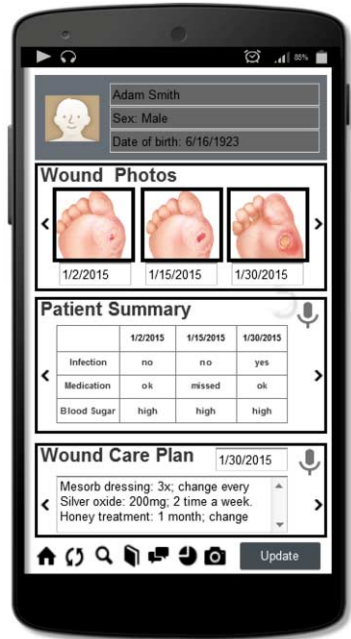 88%
Adam Smith
Sex: Male
Date of birth: 6/16/1923
Wound Photos
1/2/2015 1/15/2015 1/30/2015
Patient Summary
1/2/2015 1/15/2015 1/30/2015
Infection no no yes
Medication ok missed ok
Blood Sugar high high high
Wound Care Plan 1/30/2015
Mesorb dressing: 3x; change every
Silver oxide: 200mg; 2 time a week.
Honey treatment: 1 month; change
Update